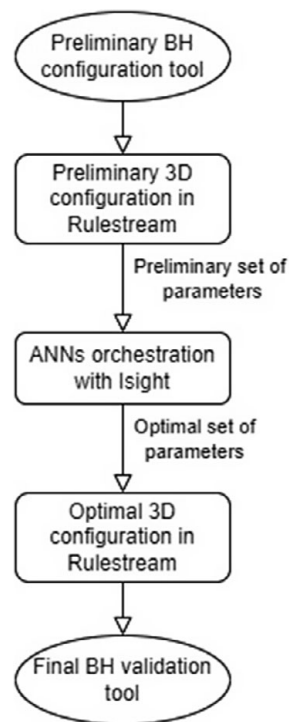 Preliminary BH
configuration tool
Preliminary 3D
configuration in
Rulestream
Preliminary set of
parameters
ANNs orchestration
with Isight
Optimal set of
parameters
Optimal 3D
configuration in
Rulestream
Final BH validation
tool